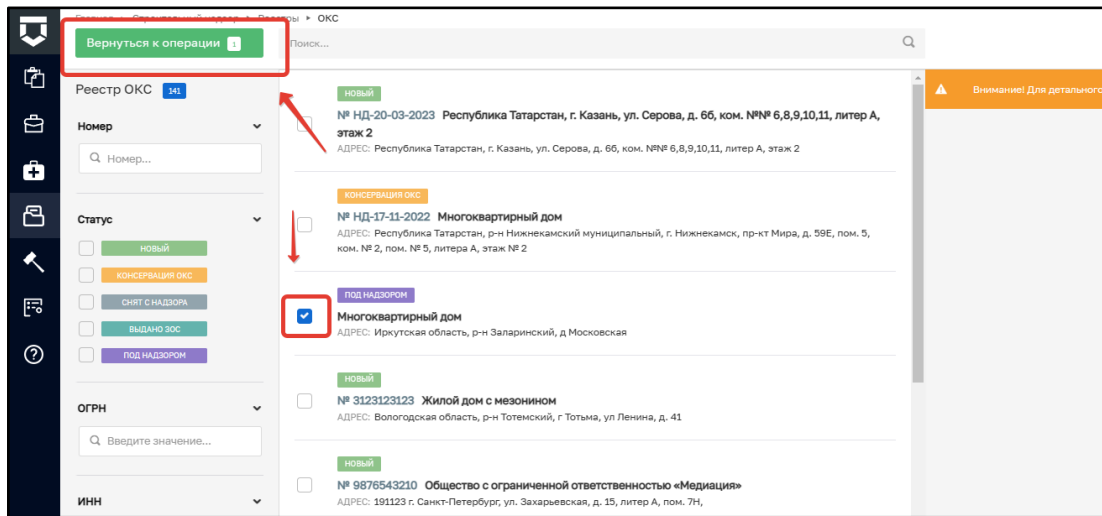 Главная ▸ Строительный надзор ▸ Реестры ▸ ОКС
Вернуться к операции 1
Поиск...
Реестр ОКС 141
Номер
Номер...
Статус
НОВЫЙ
КОНСЕРВАЦИЯ ОКС
СНЯТ С НАДЗОРА
ВЫДАНО ЗОС
ПОД НАДЗОРОМ
ОГРН
Введите значение...
ИНН
НОВЫЙ
№ НД-20-03-2023 Республика Татарстан, г. Казань, ул. Серова, д. 6б, ком. №№ 6,8,9,10,11, литер А,
этаж 2
АДРЕС: Республика Татарстан, г. Казань, ул. Серова, д. 6б, ком. №№ 6,8,9,10,11, литер А, этаж 2
КОНСЕРВАЦИЯ ОКС
№ НД-17-11-2022 Многоквартирный дом
АДРЕС: Республика Татарстан, р-н Нижнекамский муниципальный, г. Нижнекамск, пр-кт Мира, д. 59Е, пом. 5,
ком. № 2, пом. № 5, литера А, этаж № 2
ПОД НАДЗОРОМ
Многоквартирный дом
АДРЕС: Иркутская область, р-н Заларинский, д Московская
НОВЫЙ
№ 3123123123 Жилой дом с мезонином
АДРЕС: Вологодская область, р-н Тотемский, г Тотьма, ул Ленина, д. 41
НОВЫЙ
№ 9876543210 Общество с ограниченной ответственностью «Медиация»
АДРЕС: 191123 г. Санкт-Петербург, ул. Захарьевская, д. 15, литер А, пом. 7Н,
Внимание! Для детального